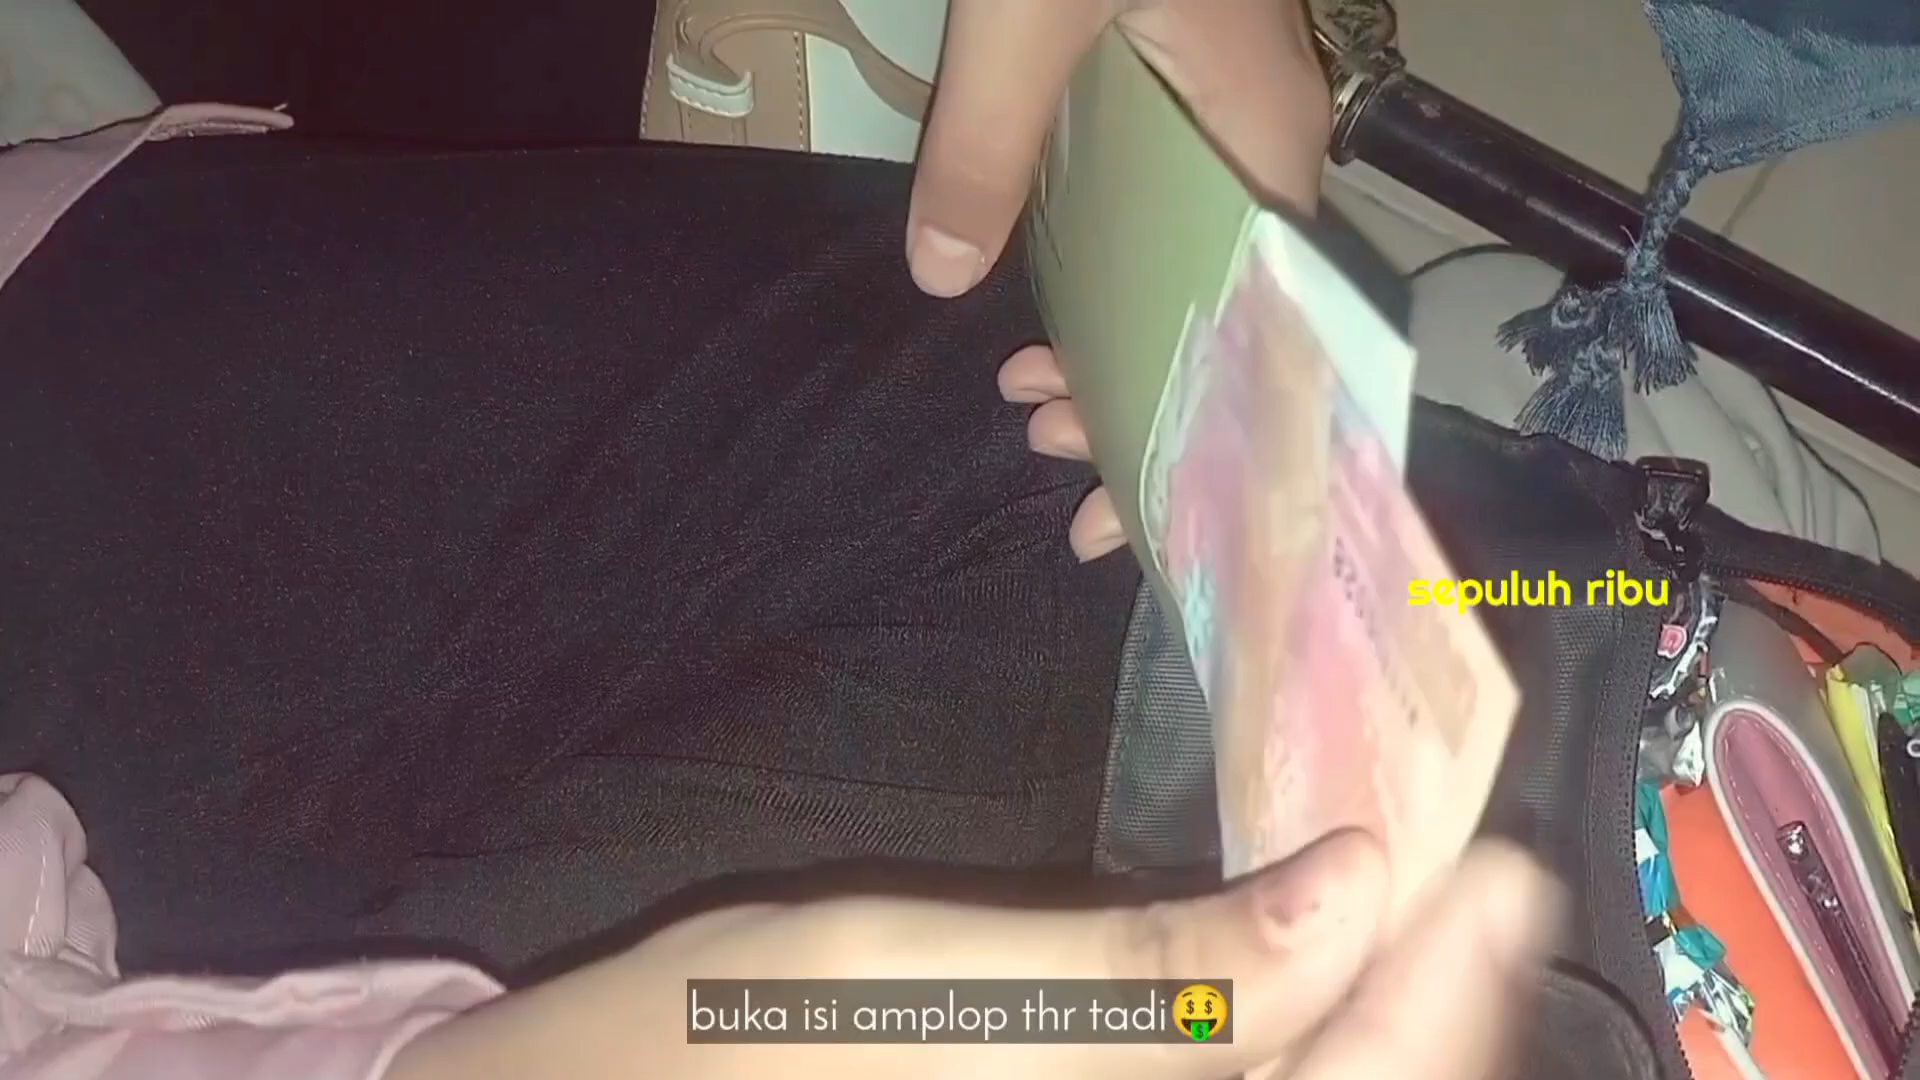 sepuluh ribu
buka isi amplop thr tadi🤑